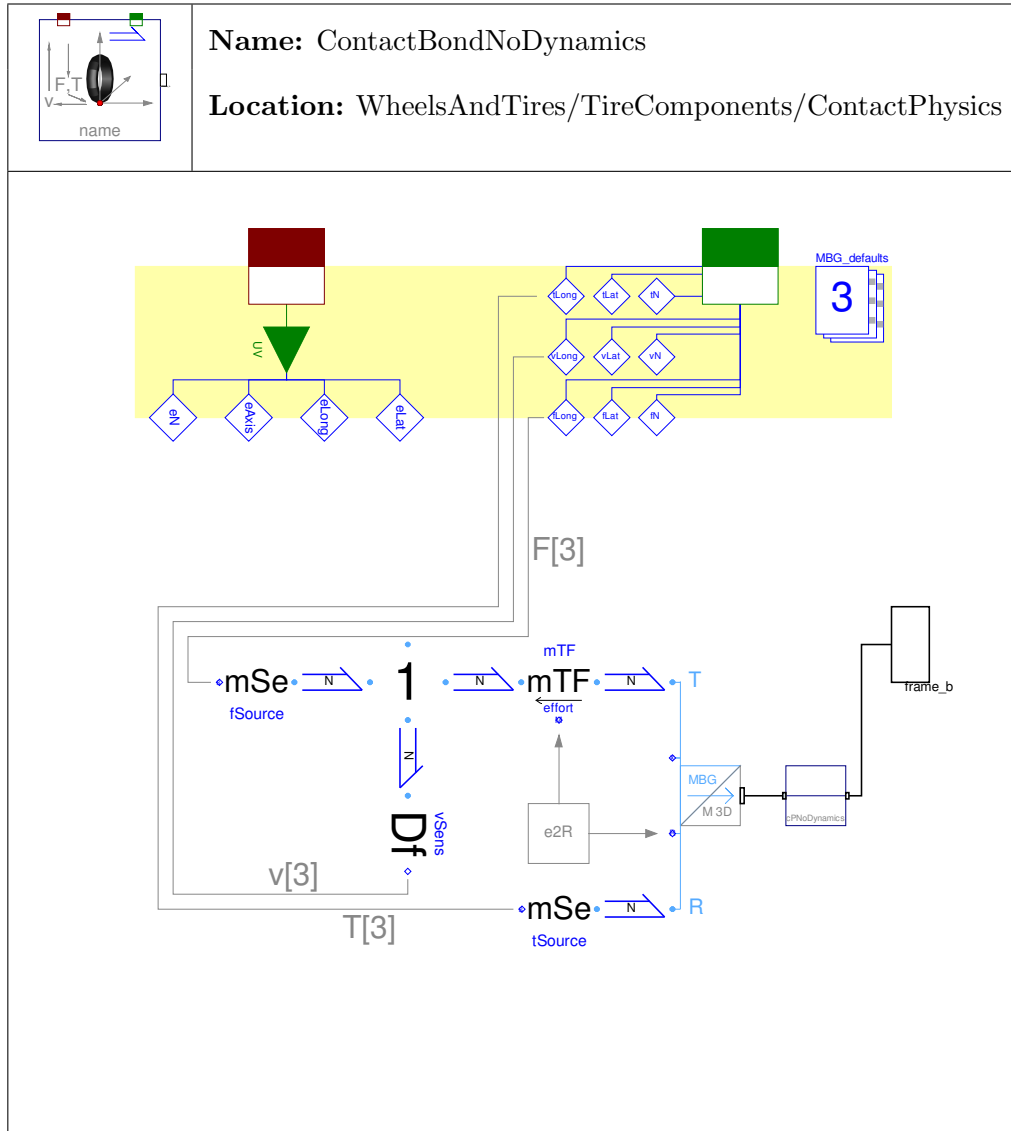 Name: ContactBondNoDynamics
F,T
v
name
Location: WheelsAndTires/TireComponents/ContactPhysics
MBG_defaults
3
tLong tLat tN
UV
vLong vLat vN
eN eAxis eLong eLat
fLong fLat fN
F[3]
mTF
mSe N 1 N mTF N T
fSource
effort
frame_b
N
MBG
M 3D
cPNoDynamics
e2R
Df
vSens
v[3]
T[3]
mSe N R
tSource